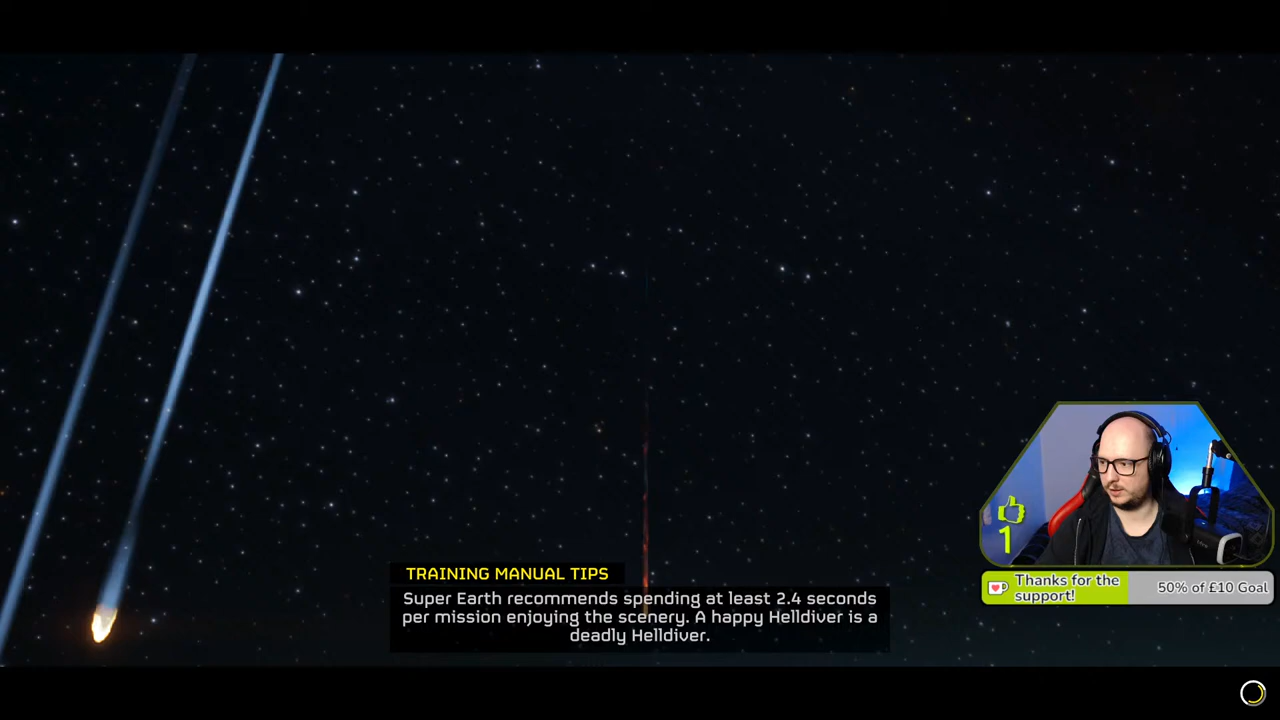 TRAINING MANUAL TIPS
Super Earth recommends spending at least 2.4 seconds
per mission enjoying the scenery. A happy Helldiver is a
deadly Helldiver.
1
Thanks for the
support!
50% of £10 Goal